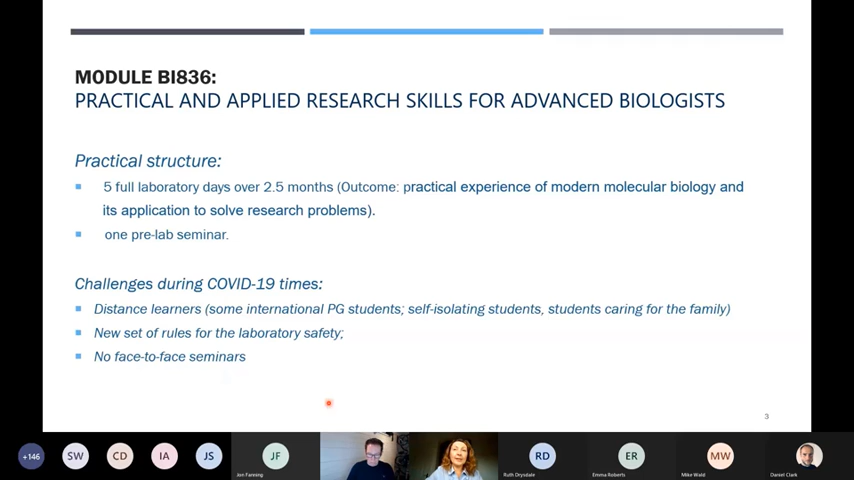 MODULE BI836:
PRACTICAL AND APPLIED RESEARCH SKILLS FOR ADVANCED BIOLOGISTS
Practical structure:
5 full laboratory days over 2.5 months (Outcome: practical experience of modern molecular biology and
its application to solve research problems).
one pre-lab seminar.
Challenges during COVID-19 times:
Distance learners (some international PG students; self-isolating students, students caring for the family)
New set of rules for the laboratory safety;
No face-to-face seminars
3
+146 SW CD IA JS JF RD ER MW
Jon Fanning Ruth Drysdale Emma Roberts Mike Wald Daniel Clark